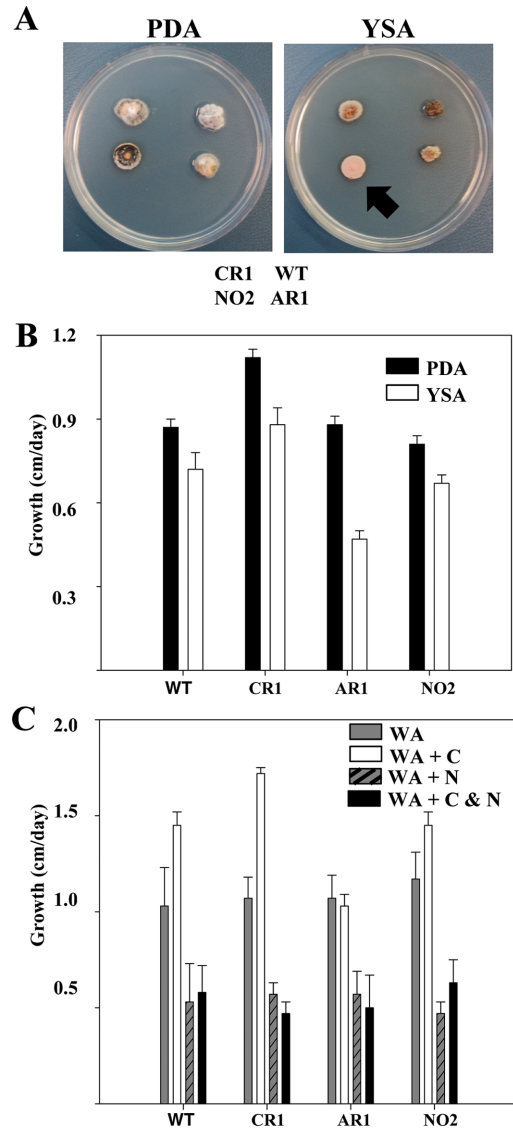 A
PDA YSA
CR1 WT
NO2 AR1
B
1.2
0.9
0.6
0.3
Growth (cm/day)
PDA
YSA
WT CR1 AR1 NO2
C
2.0
1.5
1.0
0.5
Growth (cm/day)
WA
WA + C
WA + N
WA + C & N
WT CR1 AR1 NO2